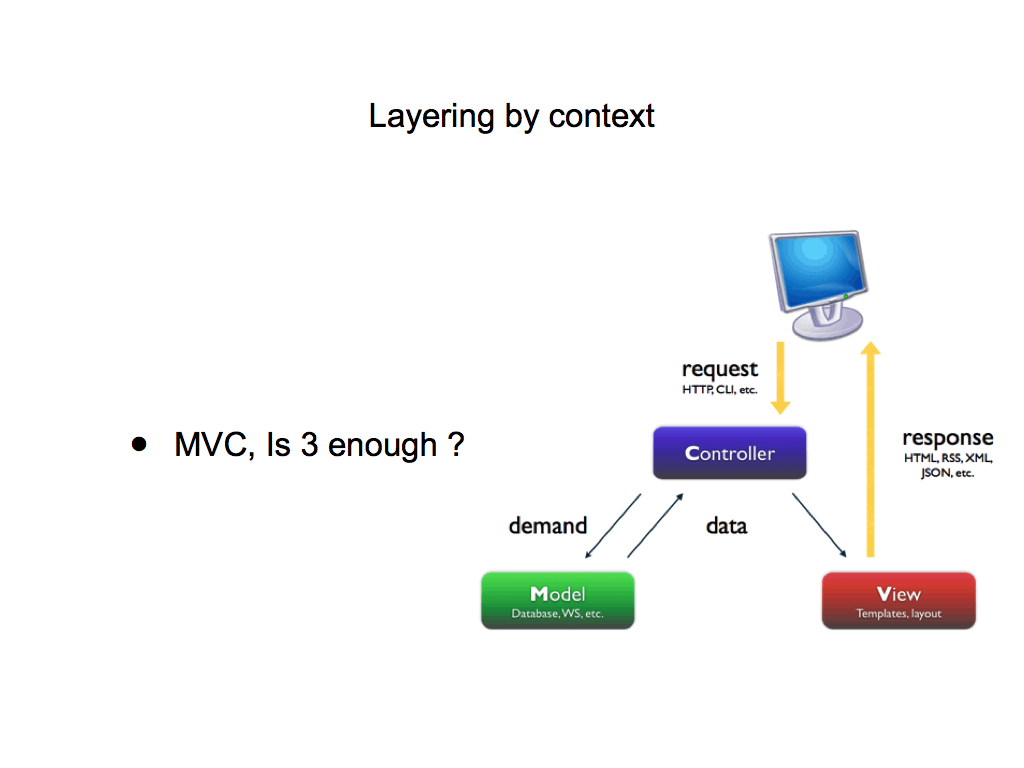 Layering by context
MVC, Is 3 enough ?
request
HTTP, CLI, etc.
Controller
response
HTML, RSS, XML,
JSON, etc.
demand
data
Model
Database, WS, etc.
View
Templates, layout